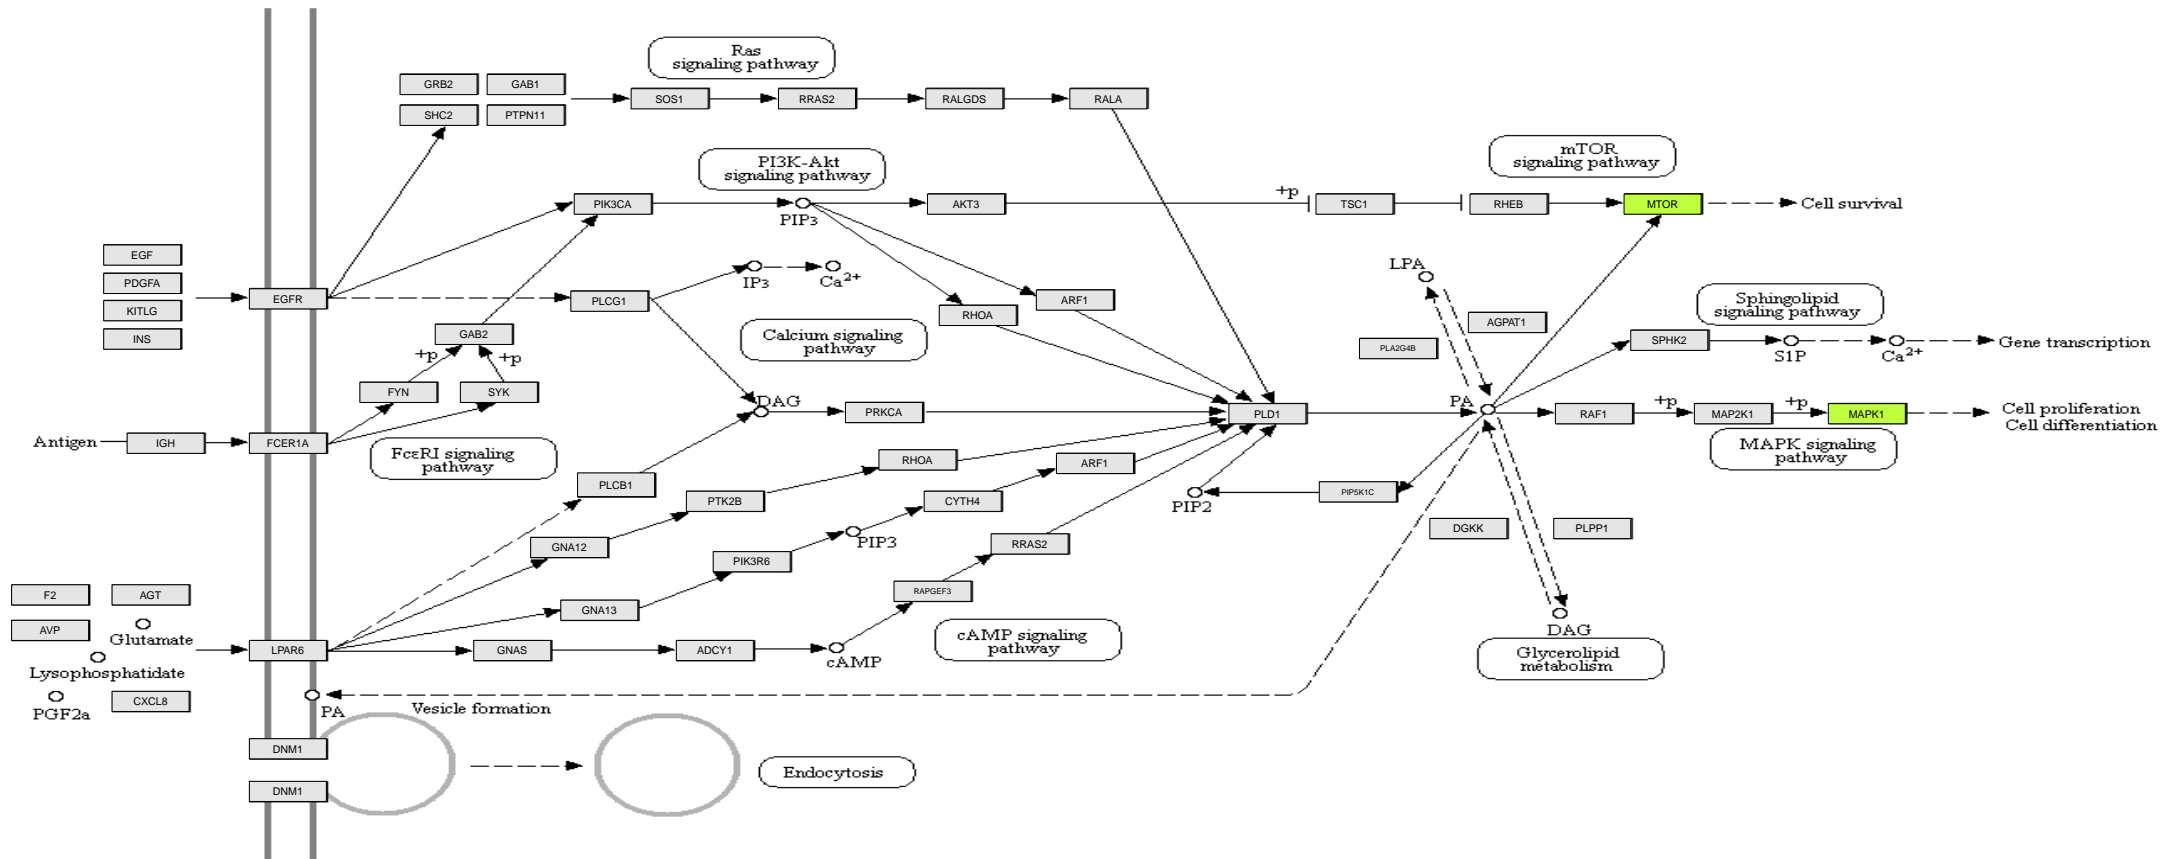 Ras
signaling pathway
GRB2
GAB1
SHC2
PTPN11
SOS1
RRAS2
RALGDS
RALA
PI3K-Akt
signaling pathway
mTOR
signaling pathway
PIK3CA
PIP3
AKT3
+p
TSC1
RHEB
MTOR
Cell survival
EGF
PDGFA
KITLG
INS
EGFR
PLCG1
IP3
Ca2+
RHOA
ARF1
LPA
AGPAT1
PLA2G4B
Sphingolipid
signaling pathway
SPHK2
S1P
Ca2+
Gene transcription
GAB2
+p
+p
FYN
SYK
Calcium signaling
pathway
DAG
PRKCA
PLD1
PA
RAF1
+p
MAP2K1
+p
MAPK1
Cell proliferation
Cell differentiation
MAPK signaling
pathway
Antigen
IGH
FCER1A
FcεRI signaling
pathway
PLCB1
PTK2B
RHOA
ARF1
CYTH4
PIP2
PIP5K1C
DGKK
PLPP1
GNA12
PIP3
PIK3R6
RRAS2
RAPGEF3
GNA13
F2
AGT
AVP
Glutamate
Lysophosphatidate
PGF2a
CXCL8
LPAR6
GNAS
ADCY1
cAMP
cAMP signaling
pathway
DAG
Glycerolipid
metabolism
PA
Vesicle formation
DNM1
DNM1
Endocytosis